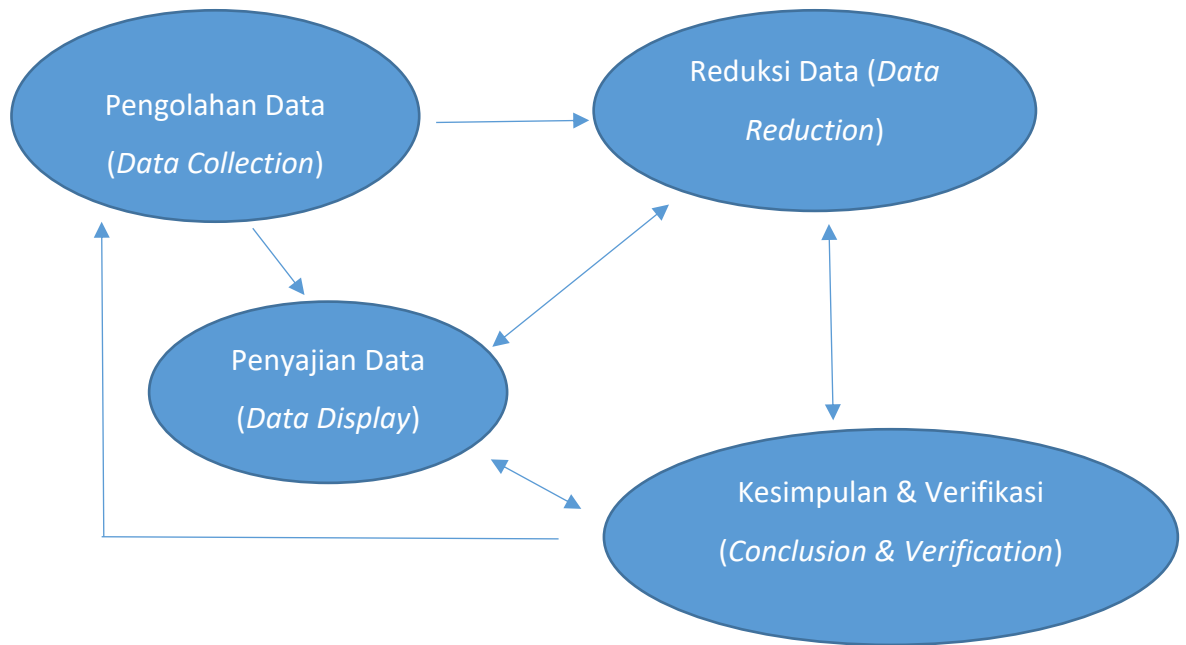 Pengolahan Data
(Data Collection)
Reduksi Data (Data
Reduction)
Penyajian Data
(Data Display)
Kesimpulan & Verifikasi
(Conclusion & Verification)